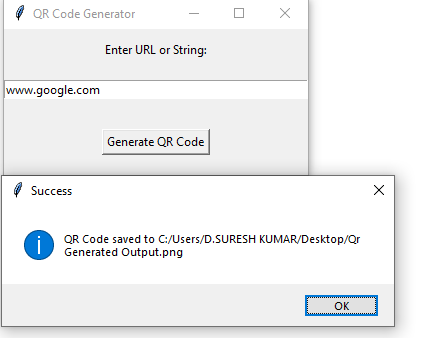 QR Code Generator
Enter URL or String:
www.google.com
Generate QR Code
Success
QR Code saved to C:/Users/D.SURESH KUMAR/Desktop/Qr
Generated Output.png
OK